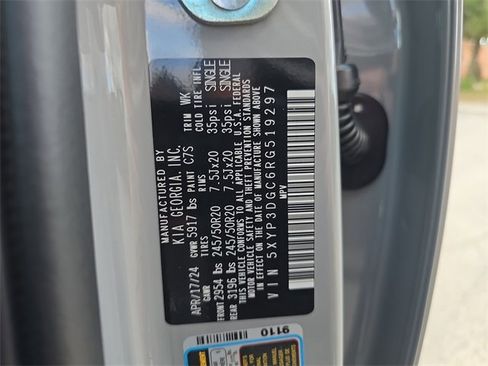 MANUFACTURED BY
KIA GEORGIA, INC.
APR/17/24 GVWR 5917 lbs PAINT C7S TRIM WK
GAWR TIRES RIMS COLD TIRE INFL.
FRONT 2954 lbs 245/50R20 7.5Jx20 35psi SINGLE
REAR 3196 lbs 245/50R20 7.5Jx20 35psi SINGLE
THIS VEHICLE CONFORMS TO ALL APPLICABLE U.S.A. FEDERAL
MOTOR VEHICLE SAFETY AND THEFT PREVENTION STANDARDS IN
EFFECT ON THE DATE OF MANUFACTURE SHOWN ABOVE.
MPV
VIN 5XYP3DGC6RG519297
9110